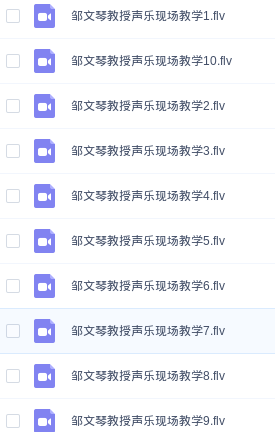 邹文琴教授声乐现场教学1.flv
邹文琴教授声乐现场教学10.flv
邹文琴教授声乐现场教学2.flv
邹文琴教授声乐现场教学3.flv
邹文琴教授声乐现场教学4.flv
邹文琴教授声乐现场教学5.flv
邹文琴教授声乐现场教学6.flv
邹文琴教授声乐现场教学7.flv
邹文琴教授声乐现场教学8.flv
邹文琴教授声乐现场教学9.flv